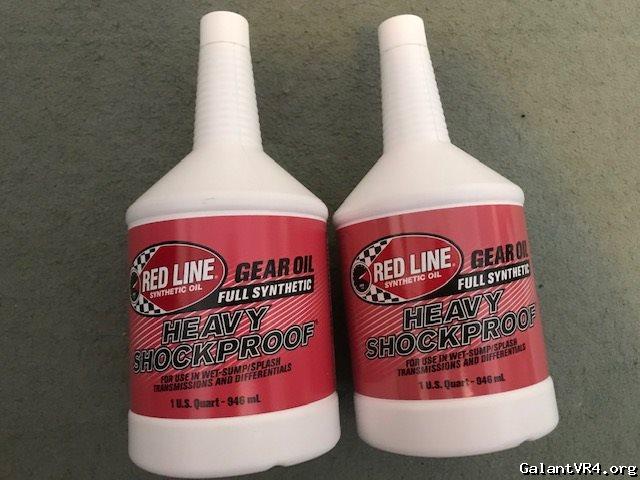 RED LINE
SYNTHETIC OIL
GEAR OIL
FULL SYNTHETIC
HEAVY
SHOCKPROOF
FOR USE IN WET-SUMP/SPLASH
TRANSMISSIONS AND DIFFERENTIALS
1 U.S. Quart - 946 mL
RED LINE
SYNTHETIC OIL
GEAR OIL
FULL SYNTHETIC
HEAVY
SHOCKPROOF
FOR USE IN WET-SUMP/SPLASH
TRANSMISSIONS AND DIFFERENTIALS
1 U.S. Quart - 946 mL
GalantVR4.org